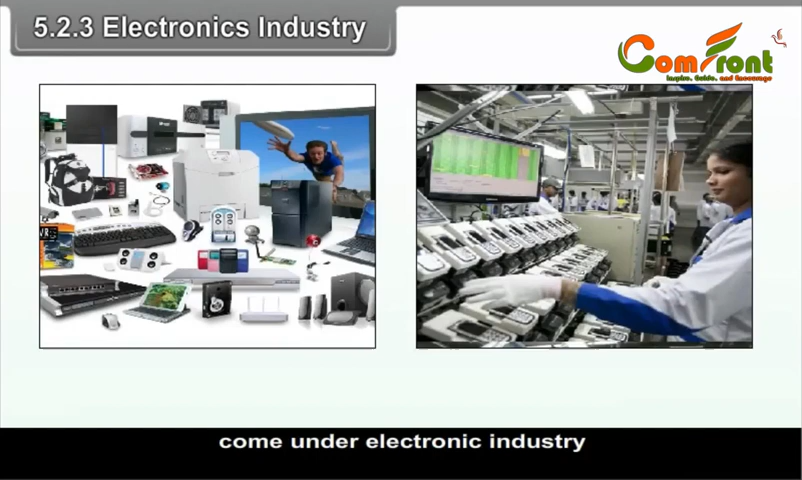 5.2.3 Electronics Industry
ComFront
Inspire, Guide, and Encourage
come under electronic industry